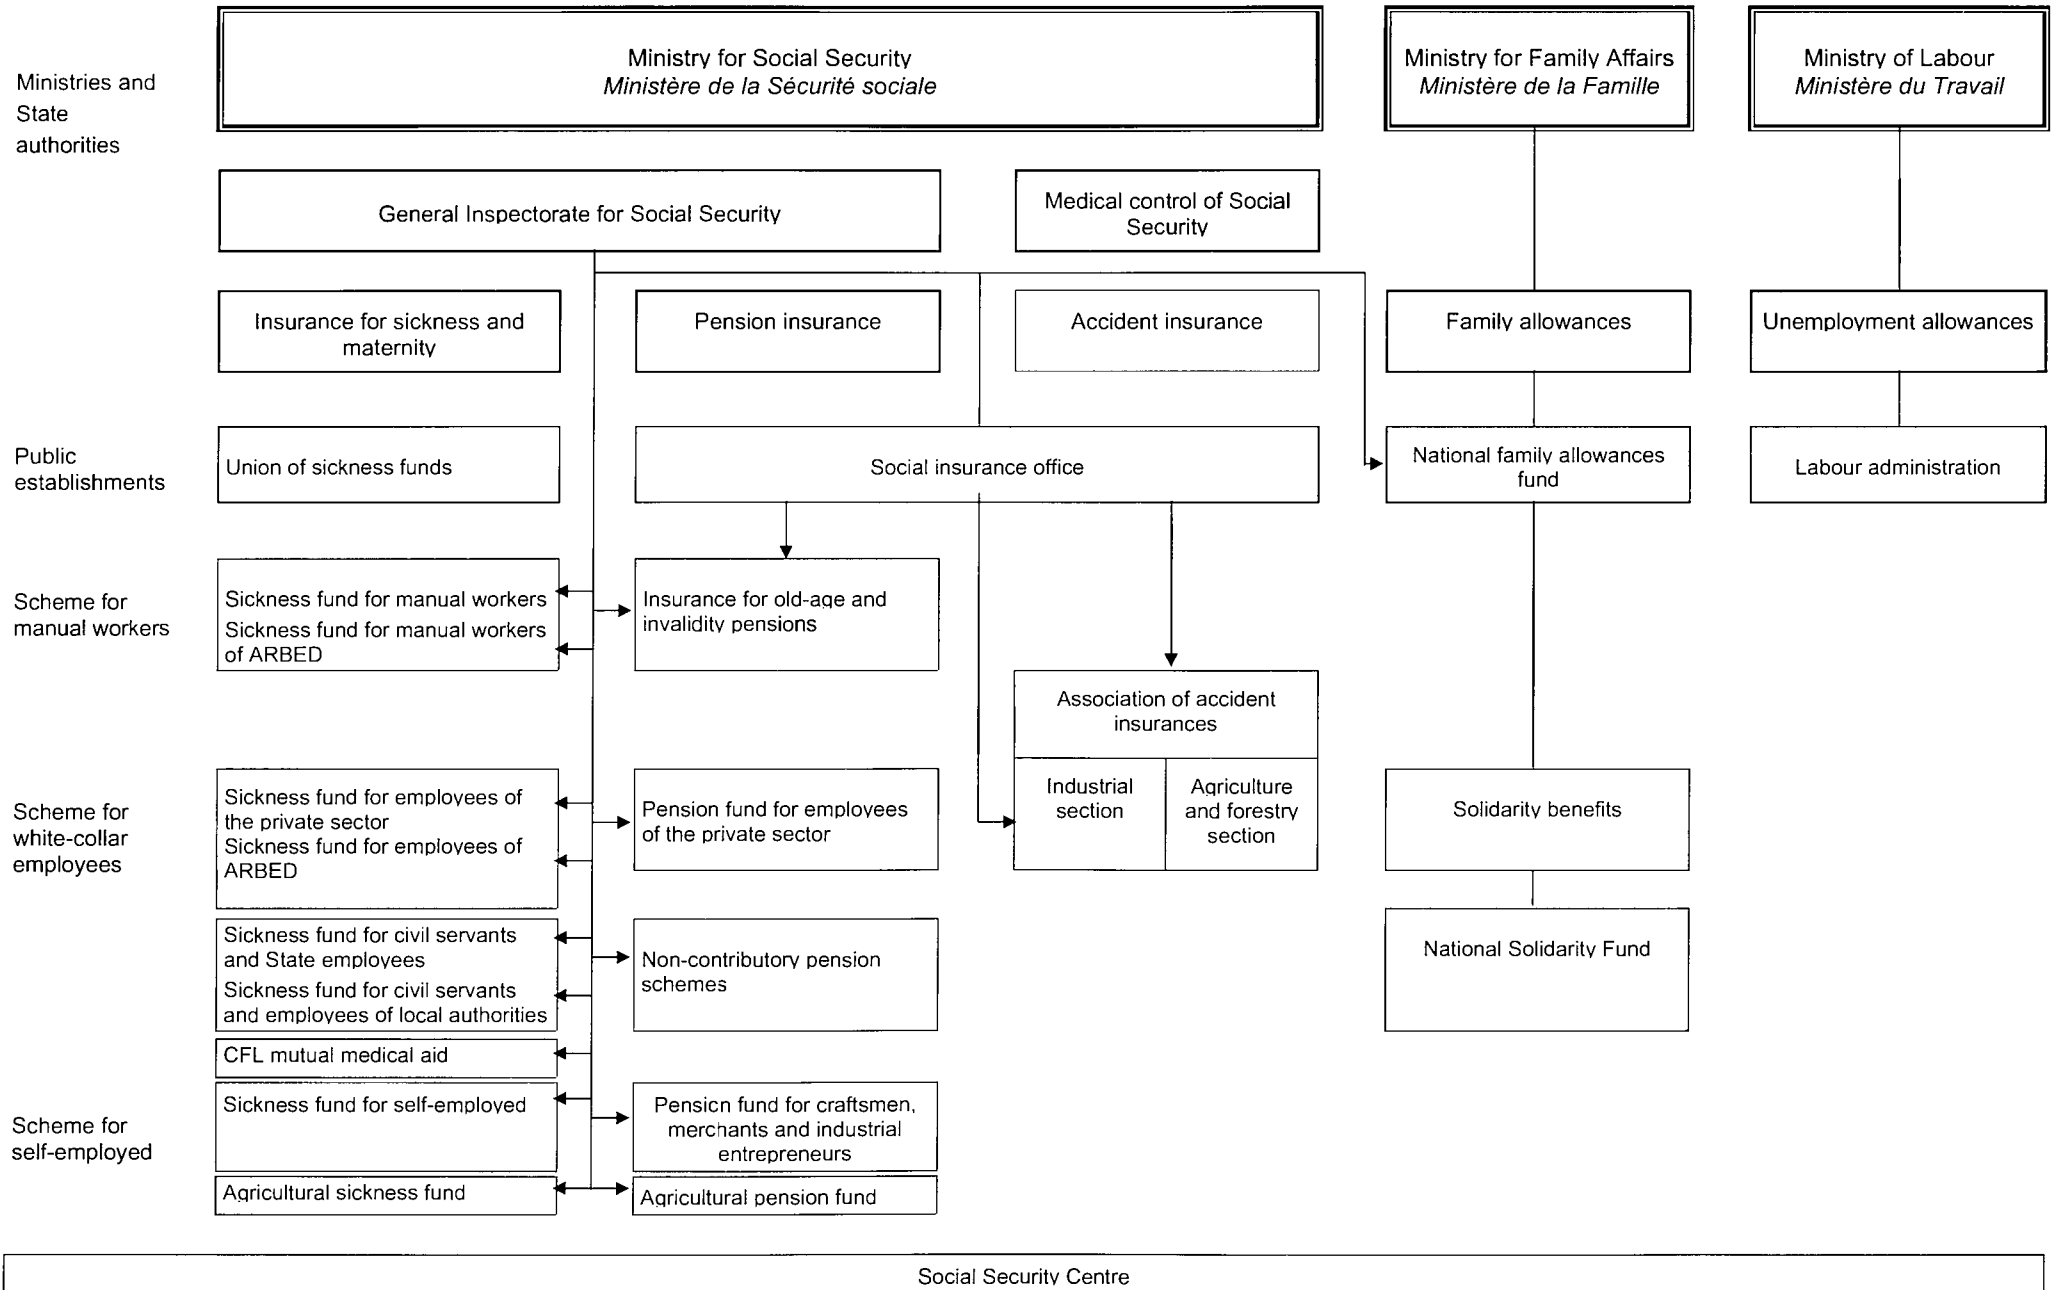 Ministries and
State
authorities
Ministry for Social Security
Ministère de la Sécurité sociale
Ministry for Family Affairs
Ministère de la Famille
Ministry of Labour
Ministère du Travail
General Inspectorate for Social Security
Medical control of Social
Security
Insurance for sickness and
maternity
Pension insurance
Accident insurance
Family allowances
Unemployment allowances
Public
establishments
Union of sickness funds
Social insurance office
National family allowances
fund
Labour administration
Scheme for
manual workers
Sickness fund for manual workers
Sickness fund for manual workers
of ARBED
Insurance for old-age and
invalidity pensions
Association of accident
insurances
Industrial
section
Agriculture
and forestry
section
Scheme for
white-collar
employees
Sickness fund for employees of
the private sector
Sickness fund for employees of
ARBED
Pension fund for employees
of the private sector
Solidarity benefits
Sickness fund for civil servants
and State employees
Sickness fund for civil servants
and employees of local authorities
Non-contributory pension
schemes
National Solidarity Fund
CFL mutual medical aid
Scheme for
self-employed
Sickness fund for self-employed
Pension fund for craftsmen,
merchants and industrial
entrepreneurs
Agricultural sickness fund
Agricultural pension fund
Social Security Centre